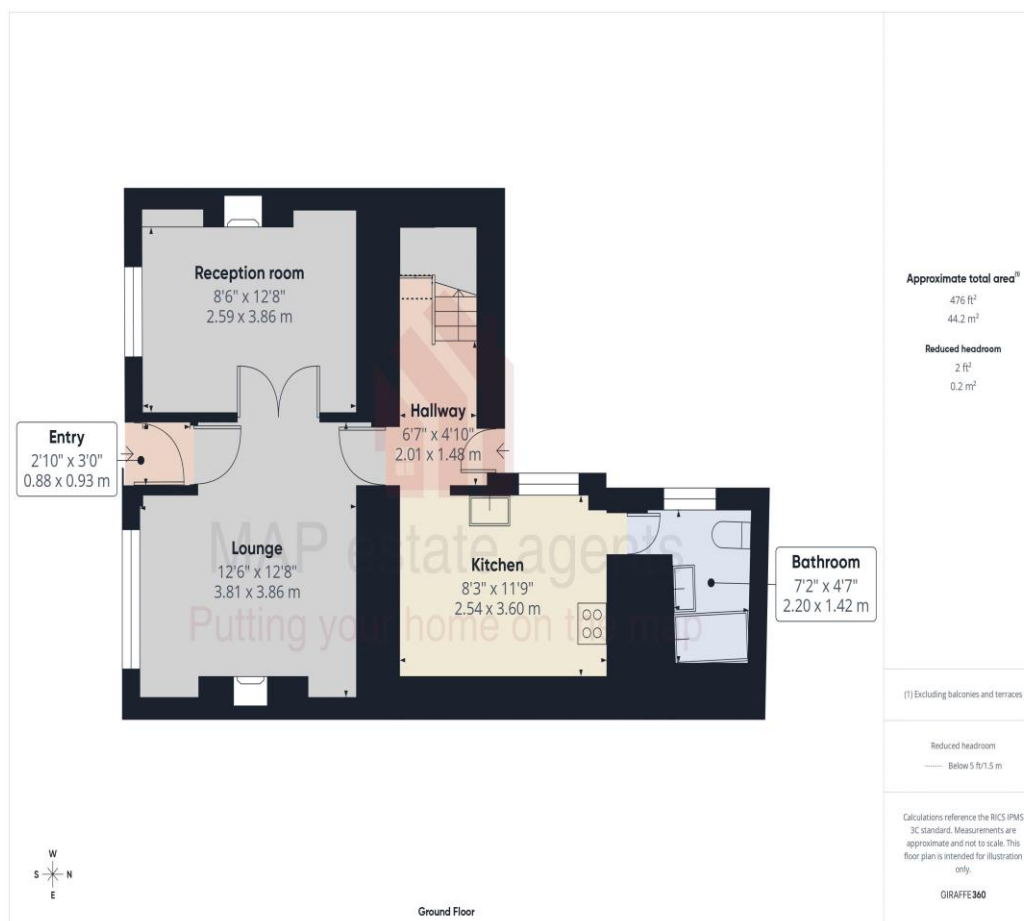 Reception room
8'6" x 12'8"
2.59 x 3.86 m
Entry
2'10" x 3'0"
0.88 x 0.93 m
Hallway
6'7" x 4'10"
2.01 x 1.48 m
MAP estate agents
Putting your home on the map
Lounge
12'6" x 12'8"
3.81 x 3.86 m
Kitchen
8'3" x 11'9"
2.54 x 3.60 m
Bathroom
7'2" x 4'7"
2.20 x 1.42 m
W
S N
E
Ground Floor
Approximate total area(1)
476 ft²
44.2 m²
Reduced headroom
2 ft²
0.2 m²
(1) Excluding balconies and terraces
Reduced headroom
Below 5 ft/1.5 m
Calculations reference the RICS IPMS
3C standard. Measurements are
approximate and not to scale. This
floor plan is intended for illustration
only.
GIRAFFE360